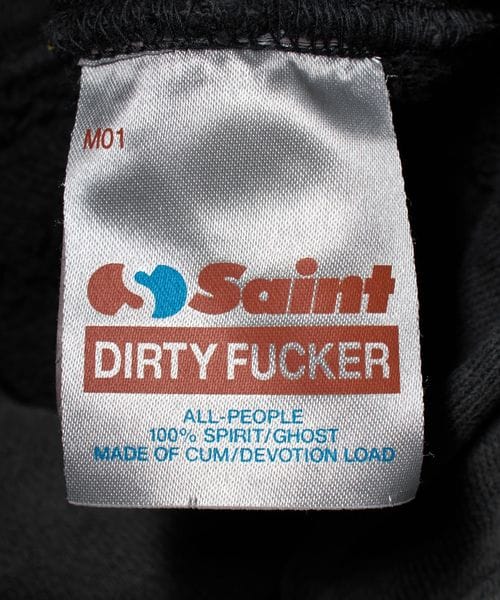 M01
Saint
DIRTY FUCKER
ALL-PEOPLE
100% SPIRIT/GHOST
MADE OF CUM/DEVOTION LOAD